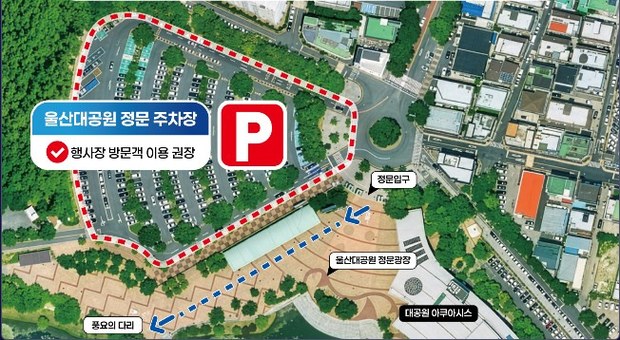 울산대공원 정문 주차장
행사장 방문객 이용 권장
P
정문입구
울산대공원 정문광장
대공원 아쿠아시스
풍요의 다리